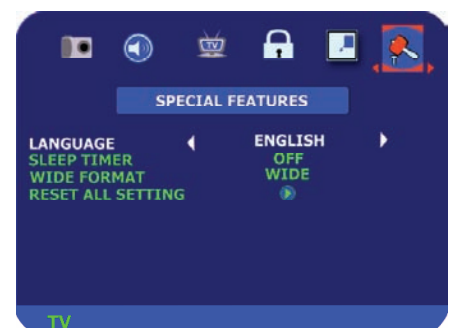 TV
SPECIAL FEATURES
LANGUAGE ENGLISH
SLEEP TIMER OFF
WIDE FORMAT WIDE
RESET ALL SETTING
TV